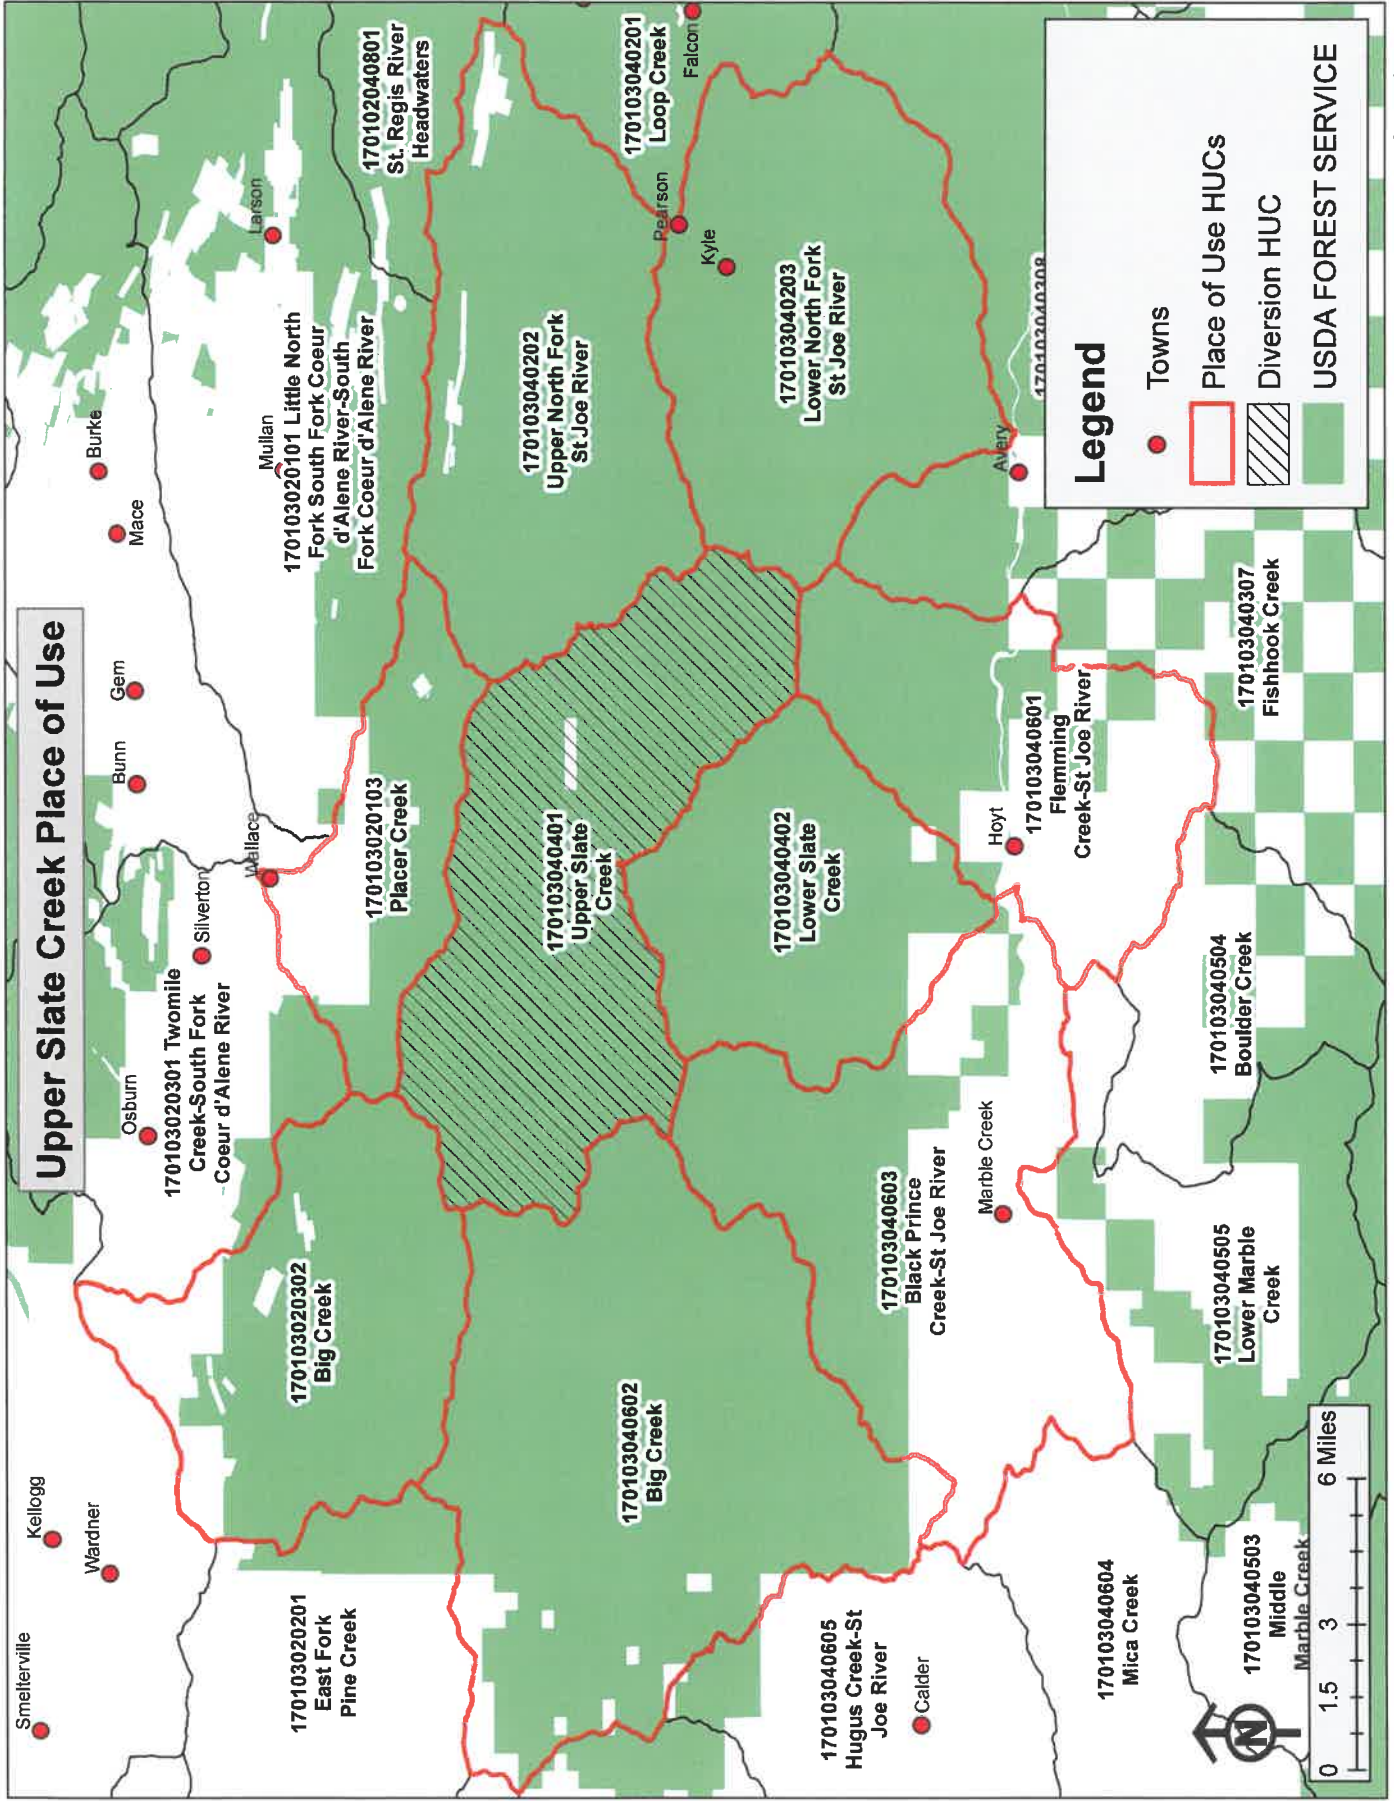 Upper Slate Creek Place of Use
Smelterville
Kellogg
Wardner
Osburn
Silverton
Wallace
Bunn
Gem
Mace
Burke
Mullan
Larson
Falcon
Pearson
Kyle
Avery
Hoyt
Marble Creek
Calder
170103020301 Twomile
Creek-South Fork
Coeur d'Alene River
170103020101 Little North
Fork South Fork Coeur
d'Alene River-South
Fork Coeur d'Alene River
170102040801
St. Regis River
Headwaters
170103040201
Loop Creek
170103020201
East Fork
Pine Creek
170103020302
Big Creek
170103020103
Placer Creek
170103040202
Upper North Fork
St Joe River
170103040203
Lower North Fork
St Joe River
170103040401
Upper Slate
Creek
170103040402
Lower Slate
Creek
170103040602
Big Creek
170103040603
Black Prince
Creek-St Joe River
170103040601
Flemming
Creek-St Joe River
170103040605
Hugus Creek-St
Joe River
170103040604
Mica Creek
170103040503
Middle
Marble Creek
170103040505
Lower Marble
Creek
170103040504
Boulder Creek
170103040307
Fishhook Creek
170103040308
Legend
Towns
Place of Use HUCs
Diversion HUC
USDA FOREST SERVICE
N
0 1.5 3 6 Miles